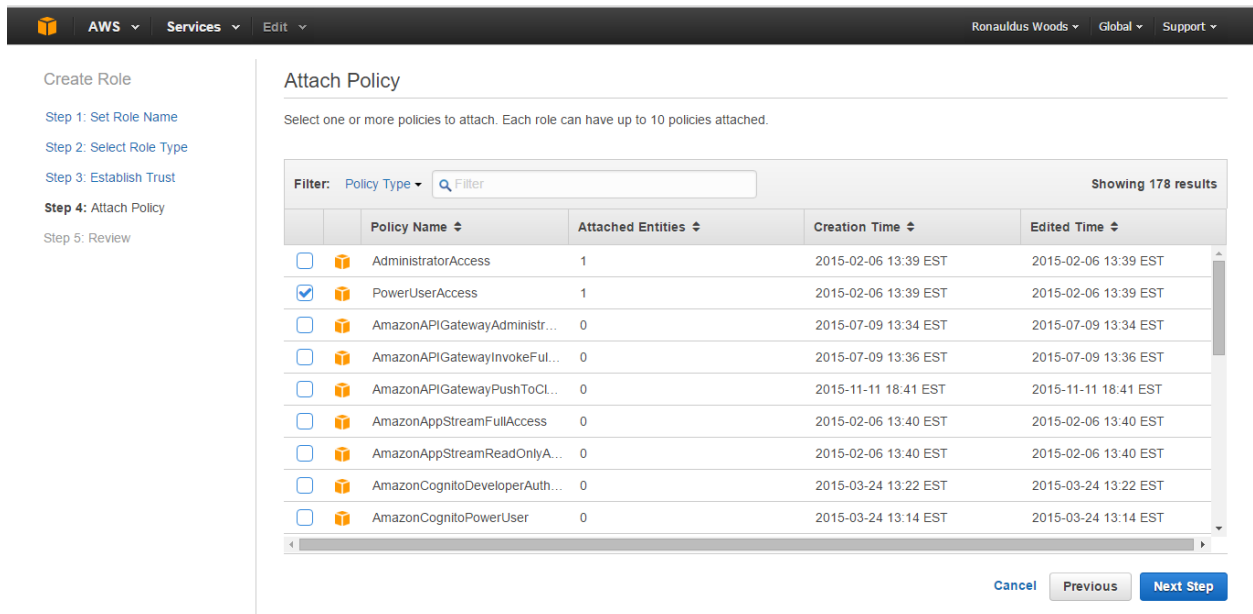 AWS Services Edit Ronauldus Woods Global Support
Create Role
Step 1: Set Role Name
Step 2: Select Role Type
Step 3: Establish Trust
Step 4: Attach Policy
Step 5: Review
Attach Policy
Select one or more policies to attach. Each role can have up to 10 policies attached.
Filter: Policy Type Filter Showing 178 results
Policy Name Attached Entities Creation Time Edited Time
AdministratorAccess 1 2015-02-06 13:39 EST 2015-02-06 13:39 EST
PowerUserAccess 1 2015-02-06 13:39 EST 2015-02-06 13:39 EST
AmazonAPIGatewayAdministr... 0 2015-07-09 13:34 EST 2015-07-09 13:34 EST
AmazonAPIGatewayInvokeFul... 0 2015-07-09 13:36 EST 2015-07-09 13:36 EST
AmazonAPIGatewayPushToCl... 0 2015-11-11 18:41 EST 2015-11-11 18:41 EST
AmazonAppStreamFullAccess 0 2015-02-06 13:40 EST 2015-02-06 13:40 EST
AmazonAppStreamReadOnlyA... 0 2015-02-06 13:40 EST 2015-02-06 13:40 EST
AmazonCognitoDeveloperAuth... 0 2015-03-24 13:22 EST 2015-03-24 13:22 EST
AmazonCognitoPowerUser 0 2015-03-24 13:14 EST 2015-03-24 13:14 EST
Cancel Previous Next Step